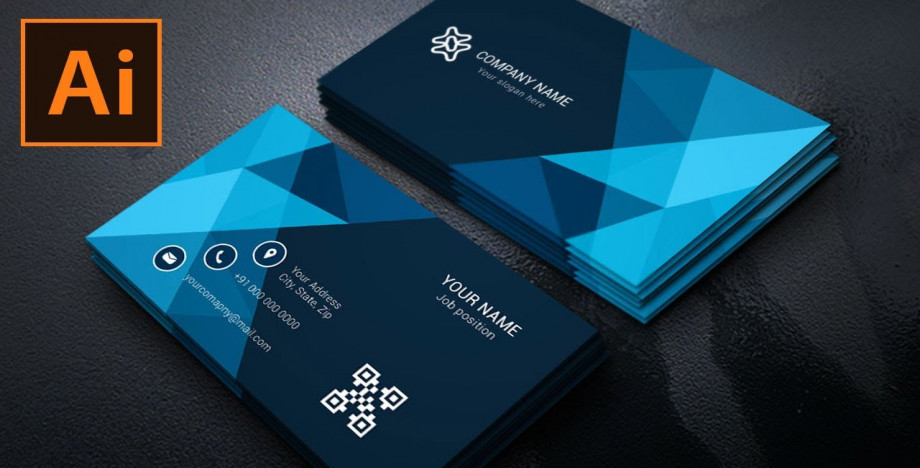 Ai
COMPANY NAME
Your slogan here
yourcomapny@mail.com
+91 000 000 0000
Your Address
City, State, Zip
YOUR NAME
Job position